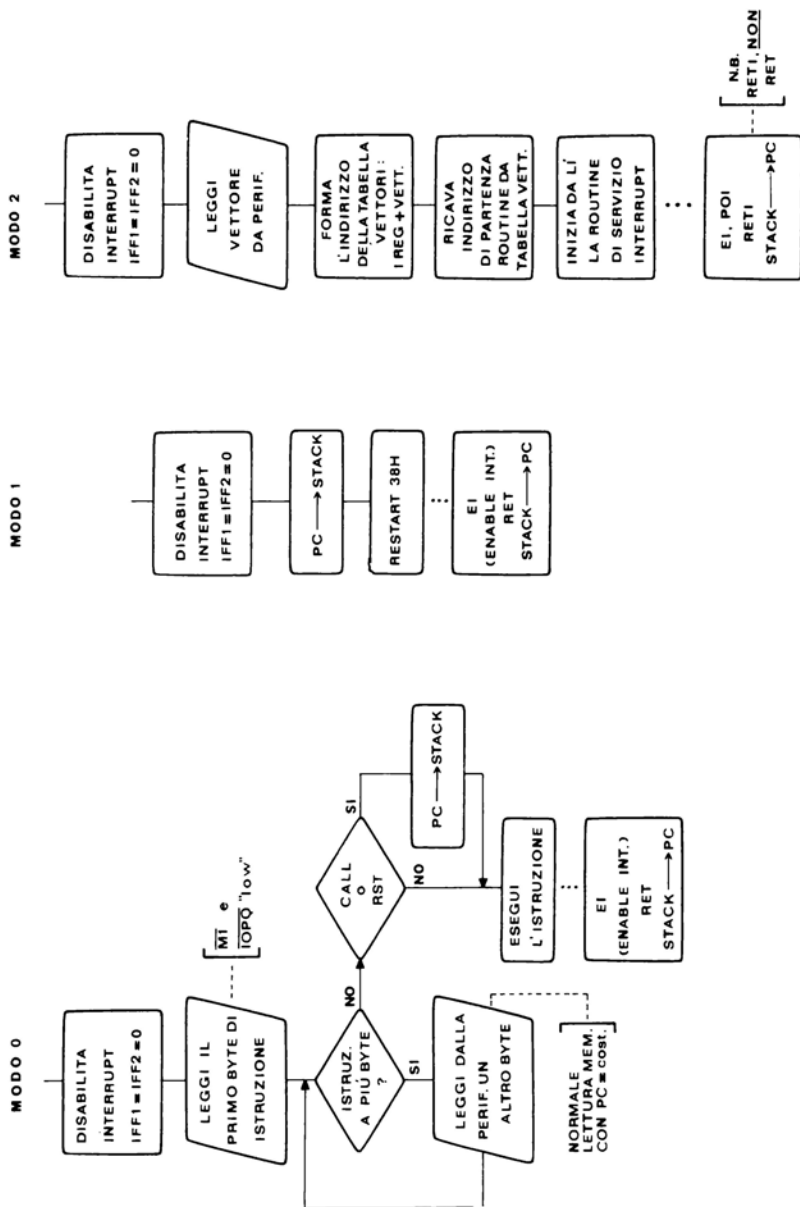 MODO 0
DISABILITA
INTERRUPT
IFF1=IFF2=0
LEGGI IL
PRIMO BYTE DI
ISTRUZIONE
M1 e
IOPQ "low"
ISTRUZ.
A PIÚ BYTE
?
NO
SI
LEGGI DALLA
PERIF. UN
ALTRO BYTE
NORMALE
LETTURA MEM.
CON PC=cost.
CALL
O
RST
SI
NO
PC → STACK
ESEGUI
L'ISTRUZIONE
...
EI
(ENABLE INT.)
RET
STACK → PC
MODO 1
DISABILITA
INTERRUPT
IFF1=IFF2=0
PC → STACK
RESTART 38H
...
EI
(ENABLE INT.)
RET
STACK → PC
MODO 2
DISABILITA
INTERRUPT
IFF1=IFF2=0
LEGGI
VETTORE
DA PERIF.
FORMA
L'INDIRIZZO
DELLA TABELLA
VETTORI:
I REG+VETT.
RICAVA
INDIRIZZO
DI PARTENZA
ROUTINE DA
TABELLA VETT.
INIZIA DA LÍ
LA ROUTINE
DI SERVIZIO
INTERRUPT
...
EI, POI
RETI
STACK → PC
N.B.
RETI, NON
RET